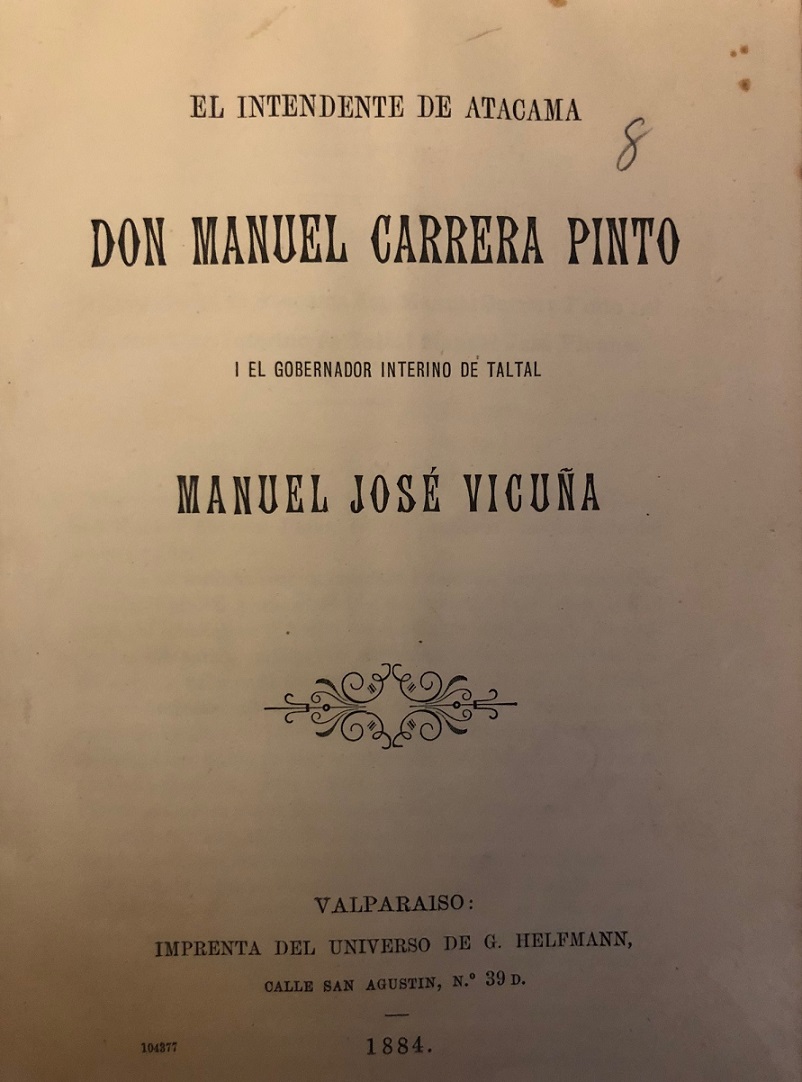 EL INTENDENTE DE ATACAMA
8
DON MANUEL CARRERA PINTO
I EL GOBERNADOR INTERINO DE TALTAL
MANUEL JOSÉ VICUÑA
VALPARAISO:
IMPRENTA DEL UNIVERSO DE G. HELFMANN,
CALLE SAN AGUSTIN, N.º 39 D.
1884.
104377